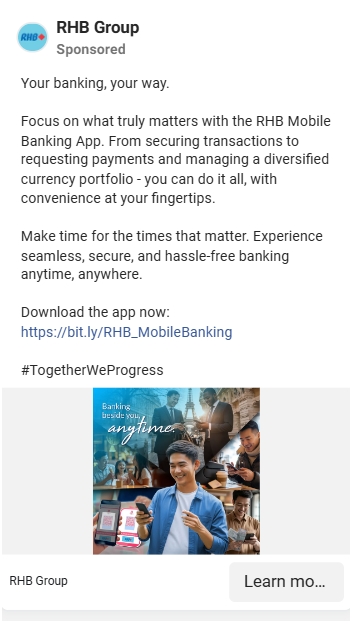 RHB
RHB Group
Sponsored
Your banking, your way.
Focus on what truly matters with the RHB Mobile
Banking App. From securing transactions to
requesting payments and managing a diversified
currency portfolio - you can do it all, with
convenience at your fingertips.
Make time for the times that matter. Experience
seamless, secure, and hassle-free banking
anytime, anywhere.
Download the app now:
https://bit.ly/RHB_MobileBanking
#TogetherWeProgress
Banking
beside you,
anytime.
RHB Group
Learn mo...